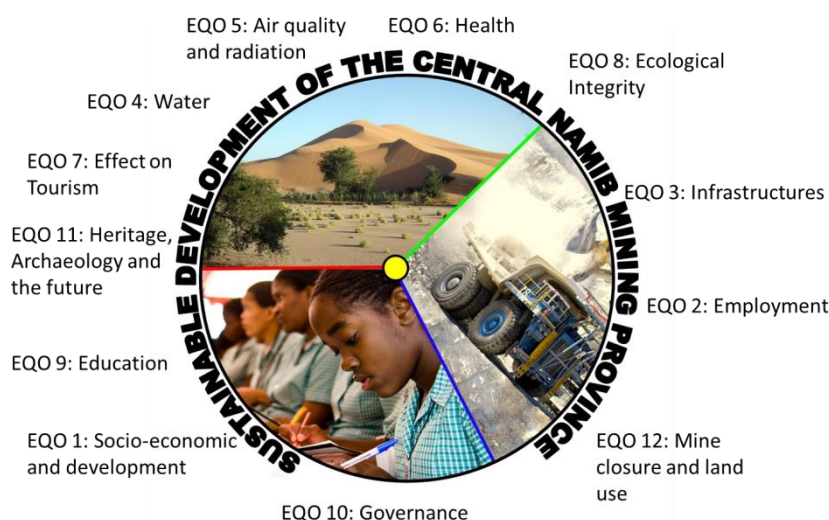 EQO 5: Air quality
and radiation
EQO 6: Health
EQO 8: Ecological
Integrity
EQO 4: Water
EQO 7: Effect on
Tourism
EQO 3: Infrastructures
EQO 11: Heritage,
Archaeology and
the future
EQO 2: Employment
EQO 9: Education
EQO 1: Socio-economic
and development
EQO 12: Mine
closure and land
use
EQO 10: Governance
SUSTAINABLE DEVELOPMENT OF THE CENTRAL NAMIB MINING PROVINCE